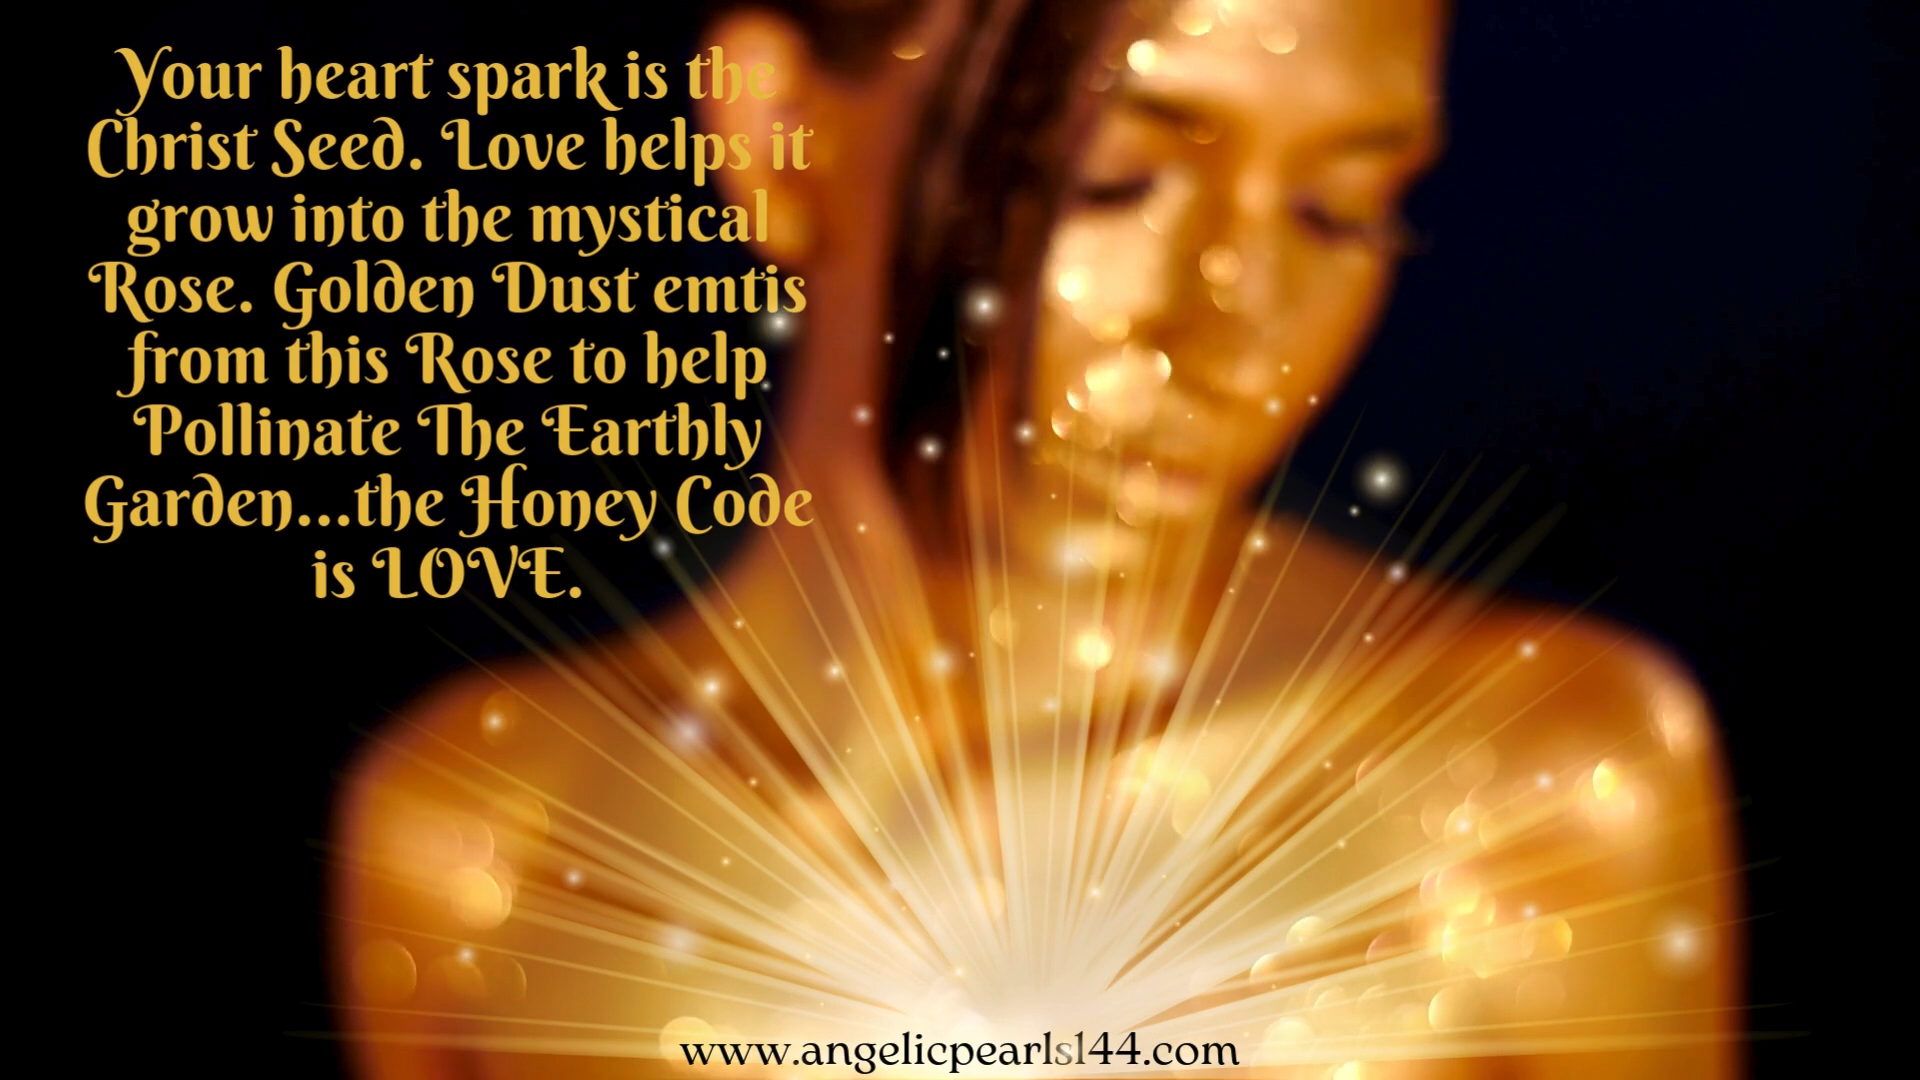 Your heart spark is the
Christ Seed. Love helps it
grow into the mystical
Rose. Golden Dust emtis
from this Rose to help
Pollinate The Earthly
Garden...the Honey Code
is LOVE.
www.angelicpearls144.com